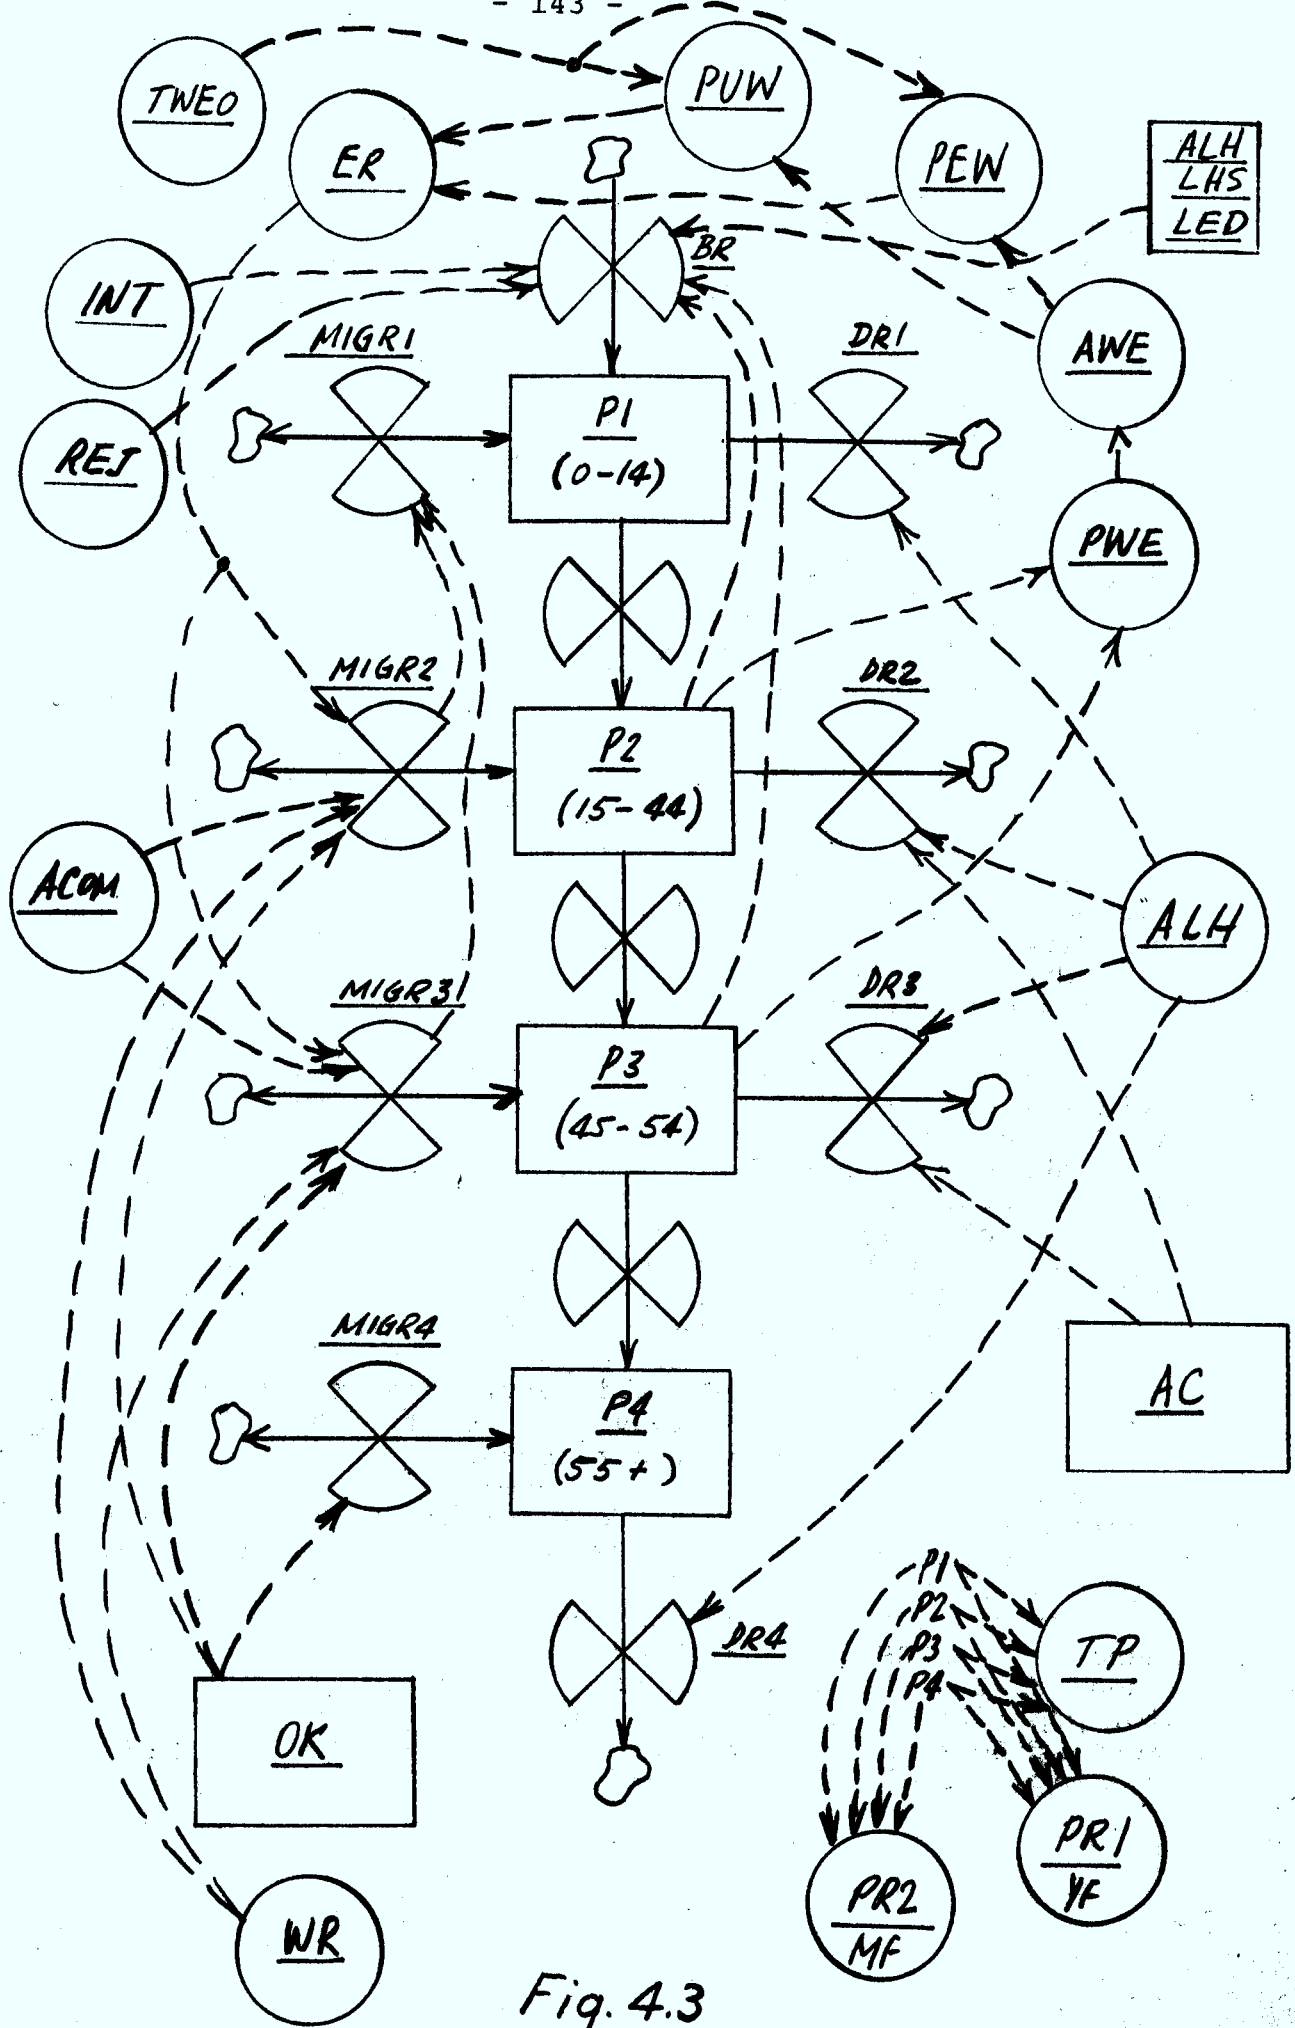 - 143 -
TWEO
PUW
ER
PEW
ALH
LHS
LED
BR
INT
MIGR1
DR1
AWE
P1
(0-14)
REJ
PWE
MIGR2
DR2
P2
(15-44)
ACOM
ALH
MIGR3
DR3
P3
(45-54)
MIGR4
AC
P4
(55+)
P1
P2
P3
P4
TP
DR4
OK
PR1
YF
PR2
MF
WR
Fig. 4.3